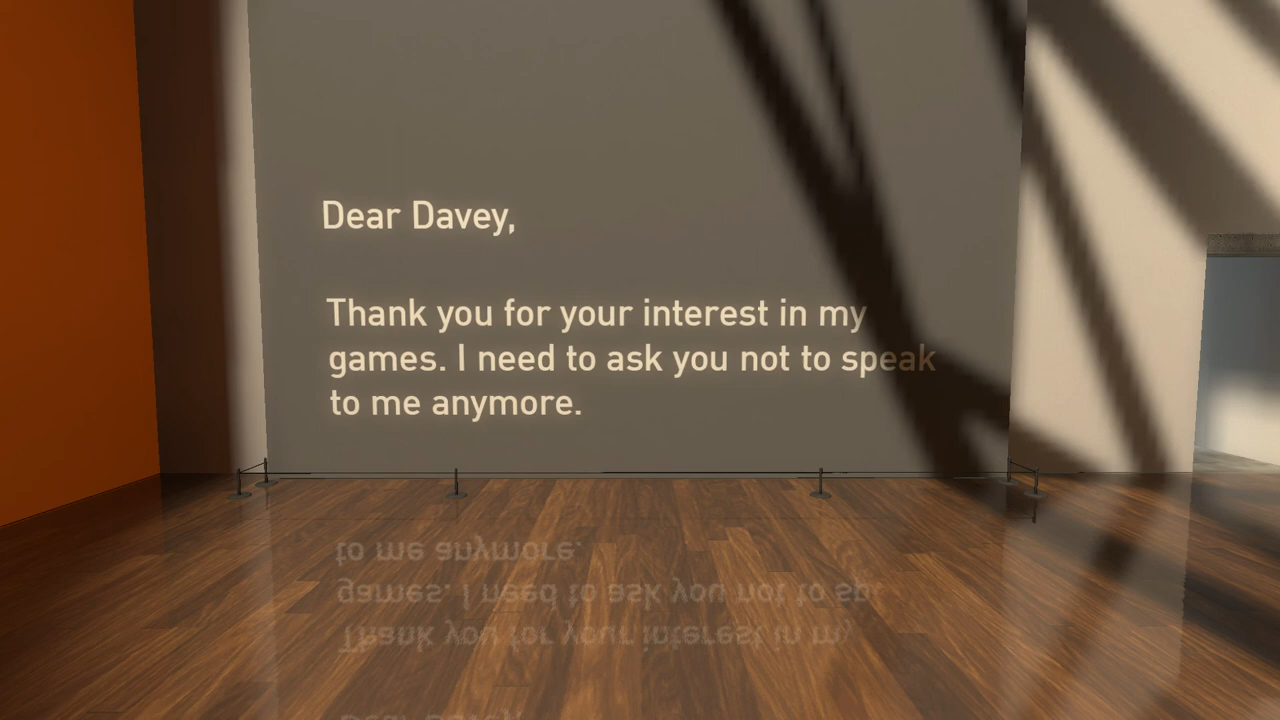 Dear Davey,
Thank you for your interest in my
games. I need to ask you not to speak
to me anymore.